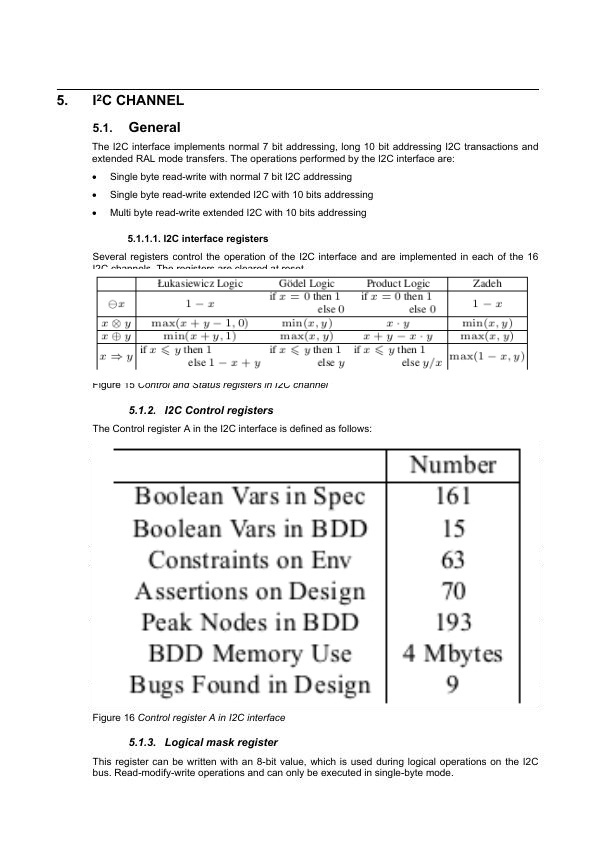 5. I²C CHANNEL
5.1. General
The I2C interface implements normal 7 bit addressing, long 10 bit addressing I2C transactions and
extended RAL mode transfers. The operations performed by the I2C interface are:
• Single byte read-write with normal 7 bit I2C addressing
• Single byte read-write extended I2C with 10 bits addressing
• Multi byte read-write extended I2C with 10 bits addressing
5.1.1.1. I2C interface registers
Several registers control the operation of the I2C interface and are implemented in each of the 16
I2C channels. The registers are cleared at reset
Łukasiewicz Logic Gödel Logic Product Logic Zadeh
⊖x 1 − x if x = 0 then 1 if x = 0 then 1 1 − x
else 0 else 0
x ⊗ y max(x + y − 1, 0) min(x, y) x · y min(x, y)
x ⊕ y min(x + y, 1) max(x, y) x + y − x · y max(x, y)
x ⇒ y if x ⩽ y then 1 if x ⩽ y then 1 if x ⩽ y then 1 max(1 − x, y)
else 1 − x + y else y else y/x
Figure 15 Control and Status registers in I2C channel
5.1.2. I2C Control registers
The Control register A in the I2C interface is defined as follows:
Number
Boolean Vars in Spec 161
Boolean Vars in BDD 15
Constraints on Env 63
Assertions on Design 70
Peak Nodes in BDD 193
BDD Memory Use 4 Mbytes
Bugs Found in Design 9
Figure 16 Control register A in I2C interface
5.1.3. Logical mask register
This register can be written with an 8-bit value, which is used during logical operations on the I2C
bus. Read-modify-write operations and can only be executed in single-byte mode.